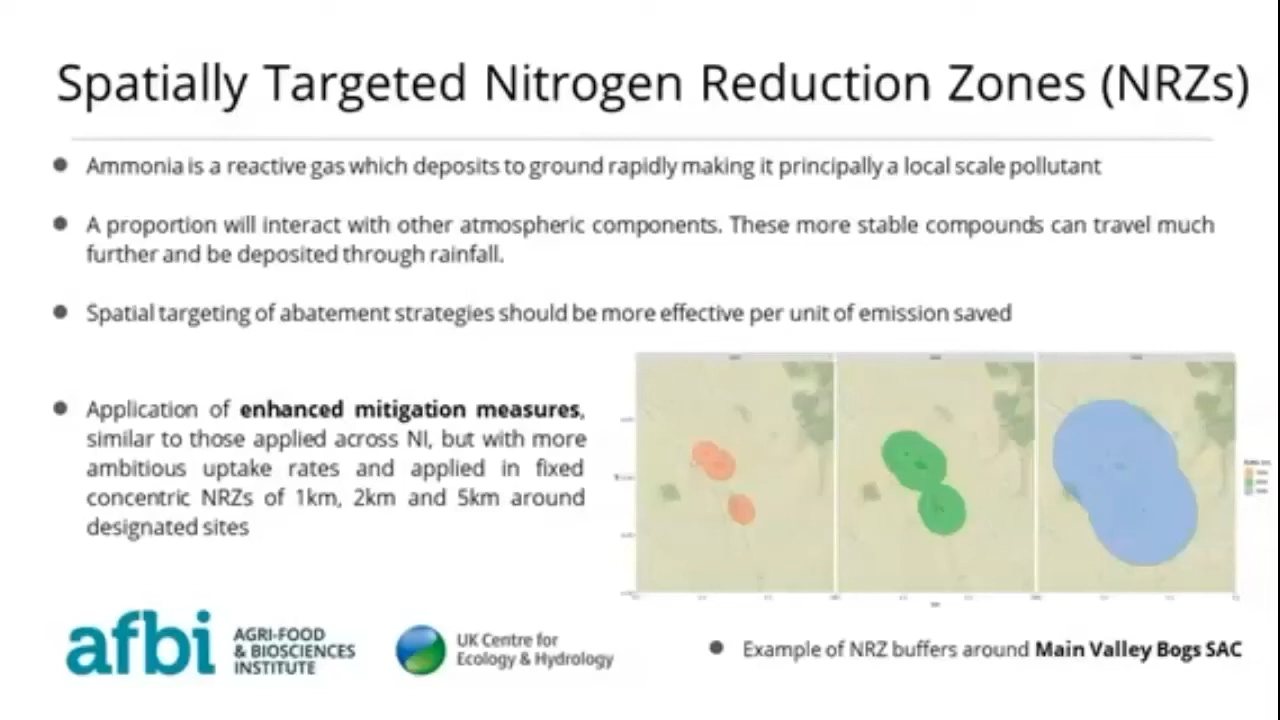 Spatially Targeted Nitrogen Reduction Zones (NRZs)
Ammonia is a reactive gas which deposits to ground rapidly making it principally a local scale pollutant
A proportion will interact with other atmospheric components. These more stable compounds can travel much
further and be deposited through rainfall.
Spatial targeting of abatement strategies should be more effective per unit of emission saved
Application of enhanced mitigation measures,
similar to those applied across NI, but with more
ambitious uptake rates and applied in fixed
concentric NRZs of 1km, 2km and 5km around
designated sites
afbi
AGRI-FOOD
& BIOSCIENCES
INSTITUTE
UK Centre for
Ecology & Hydrology
Example of NRZ buffers around Main Valley Bogs SAC